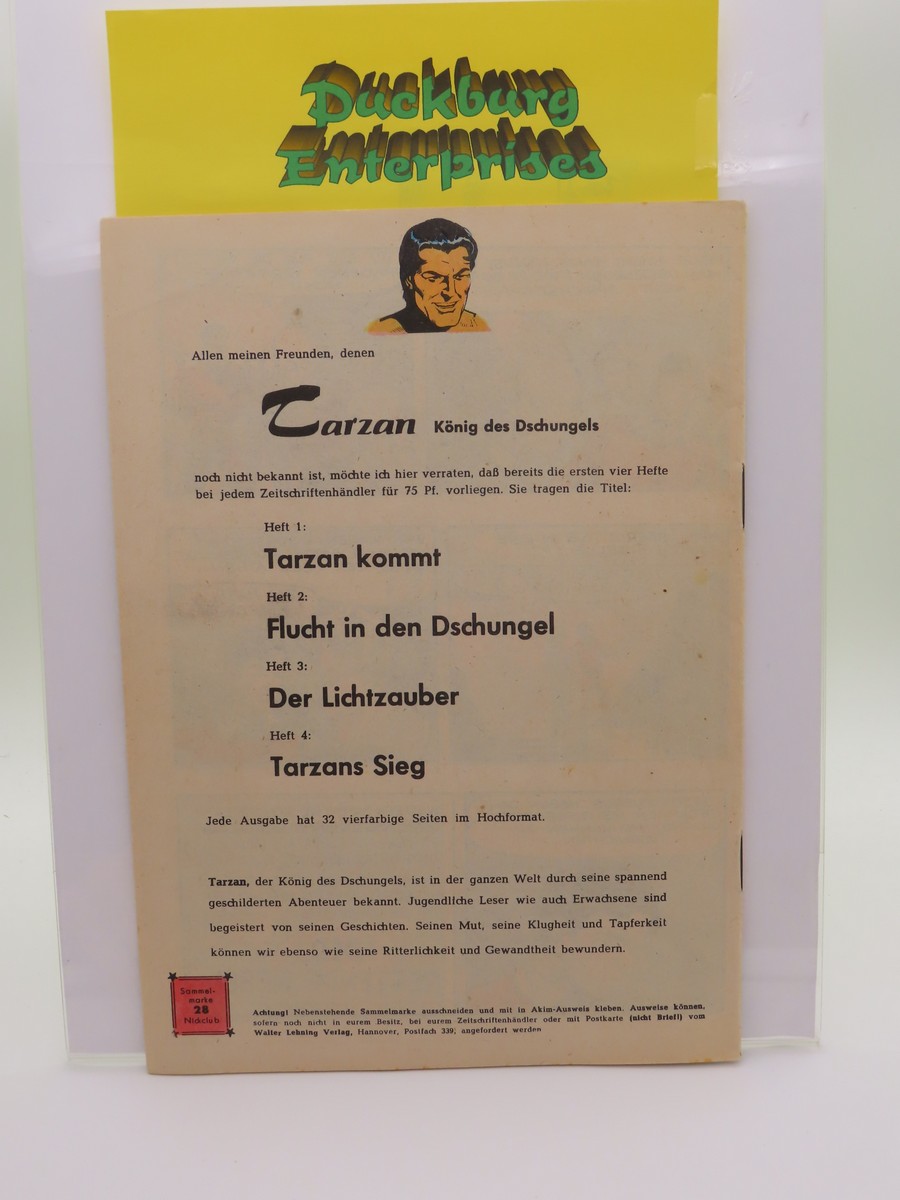 Duckburg
Enterprises
Allen meinen Freunden, denen
Tarzan König des Dschungels
noch nicht bekannt ist, möchte ich hier verraten, daß bereits die ersten vier Hefte
bei jedem Zeitschriftenhändler für 75 Pf. vorliegen. Sie tragen die Titel:
Heft 1:
Tarzan kommt
Heft 2:
Flucht in den Dschungel
Heft 3:
Der Lichtzauber
Heft 4:
Tarzans Sieg
Jede Ausgabe hat 32 vierfarbige Seiten im Hochformat.
Tarzan, der König des Dschungels, ist in der ganzen Welt durch seine spannend
geschilderten Abenteuer bekannt. Jugendliche Leser wie auch Erwachsene sind
begeistert von seinen Geschichten. Seinen Mut, seine Klugheit und Tapferkeit
können wir ebenso wie seine Ritterlichkeit und Gewandtheit bewundern.
Sammel-
marke
28
Nickclub
Achtung! Nebenstehende Sammelmarke ausschneiden und mit in Akim-Ausweis kleben. Ausweise können,
sofern noch nicht in eurem Besitz, bei eurem Zeitschriftenhändler oder mit Postkarte (nicht Brief!) vom
Walter Lehning Verlag, Hannover, Postfach 339; angefordert werden